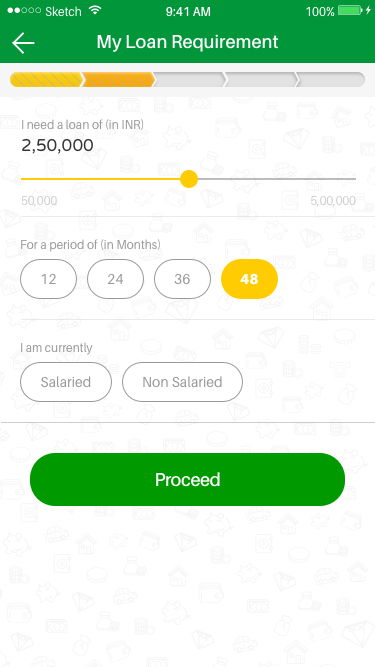 Sketch 9:41 AM 100%
My Loan Requirement
I need a loan of (in INR)
2,50,000
50,000 5,00,000
For a period of (in Months)
12 24 36 48
I am currently
Salaried Non Salaried
Proceed